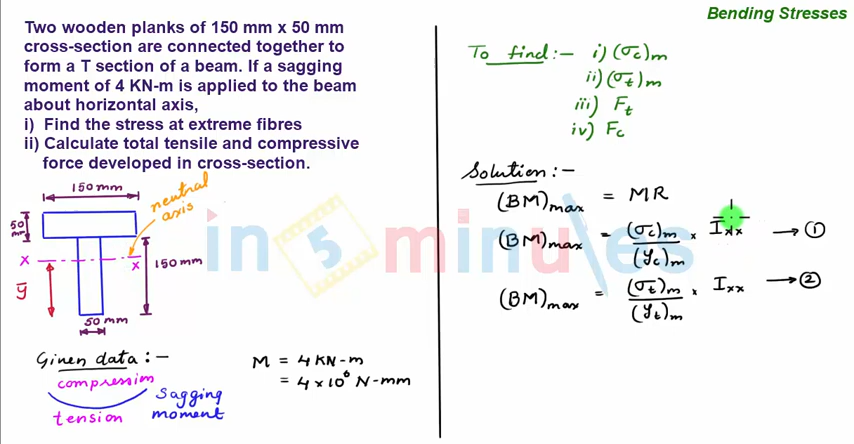 Bending Stresses
Two wooden planks of 150 mm x 50 mm
cross-section are connected together to
form a T section of a beam. If a sagging
moment of 4 KN-m is applied to the beam
about horizontal axis,
i) Find the stress at extreme fibres
ii) Calculate total tensile and compressive
force developed in cross-section.
150 mm
neutral
axis
50
mm
X
X
150 mm
ȳ
50 mm
Given data :-
compression
Sagging
moment
tension
M = 4 KN-m
= 4 x 10⁶ N-mm
To find :- i) (σc)m
ii) (σt)m
iii) Ft
iv) Fc
Solution :-
(BM)max = MR
(BM)max = (σc)m / (yc)m x Ixx → ①
(BM)max = (σt)m / (yt)m x Ixx → ②
in 5 minutes